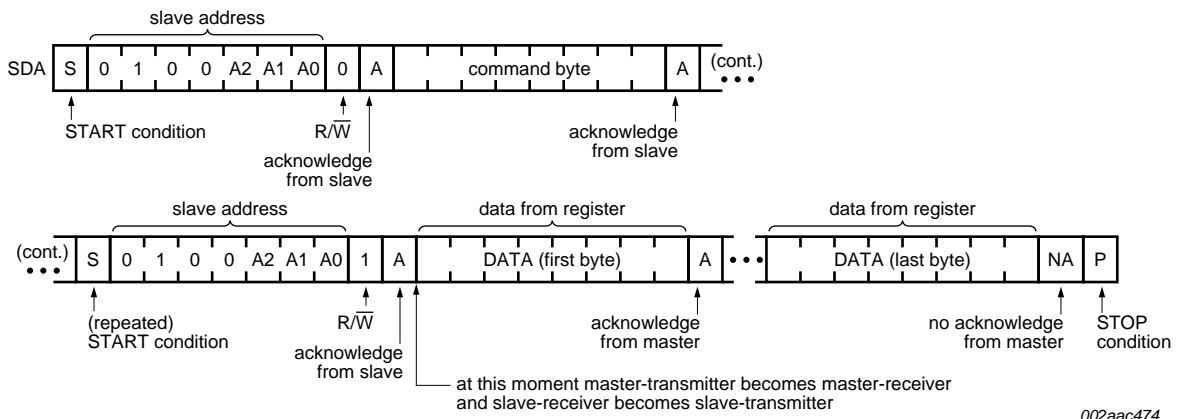 slave address
SDA S 0 1 0 0 A2 A1 A0 0 A command byte A (cont.)
START condition
R/W̅
acknowledge
from slave
acknowledge
from slave
slave address
data from register
data from register
(cont.) S 0 1 0 0 A2 A1 A0 1 A DATA (first byte) A DATA (last byte) NA P
(repeated)
START condition
R/W̅
acknowledge
from slave
acknowledge
from master
no acknowledge
from master
STOP
condition
at this moment master-transmitter becomes master-receiver
and slave-receiver becomes slave-transmitter
002aac474